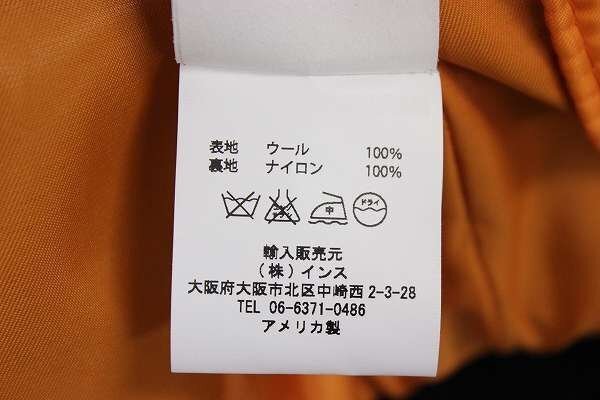 表地 ウール 100%
裏地 ナイロン 100%
中 ドライ
輸入販売元
(株)インス
大阪府大阪市北区中崎西2-3-28
TEL 06-6371-0486
アメリカ製